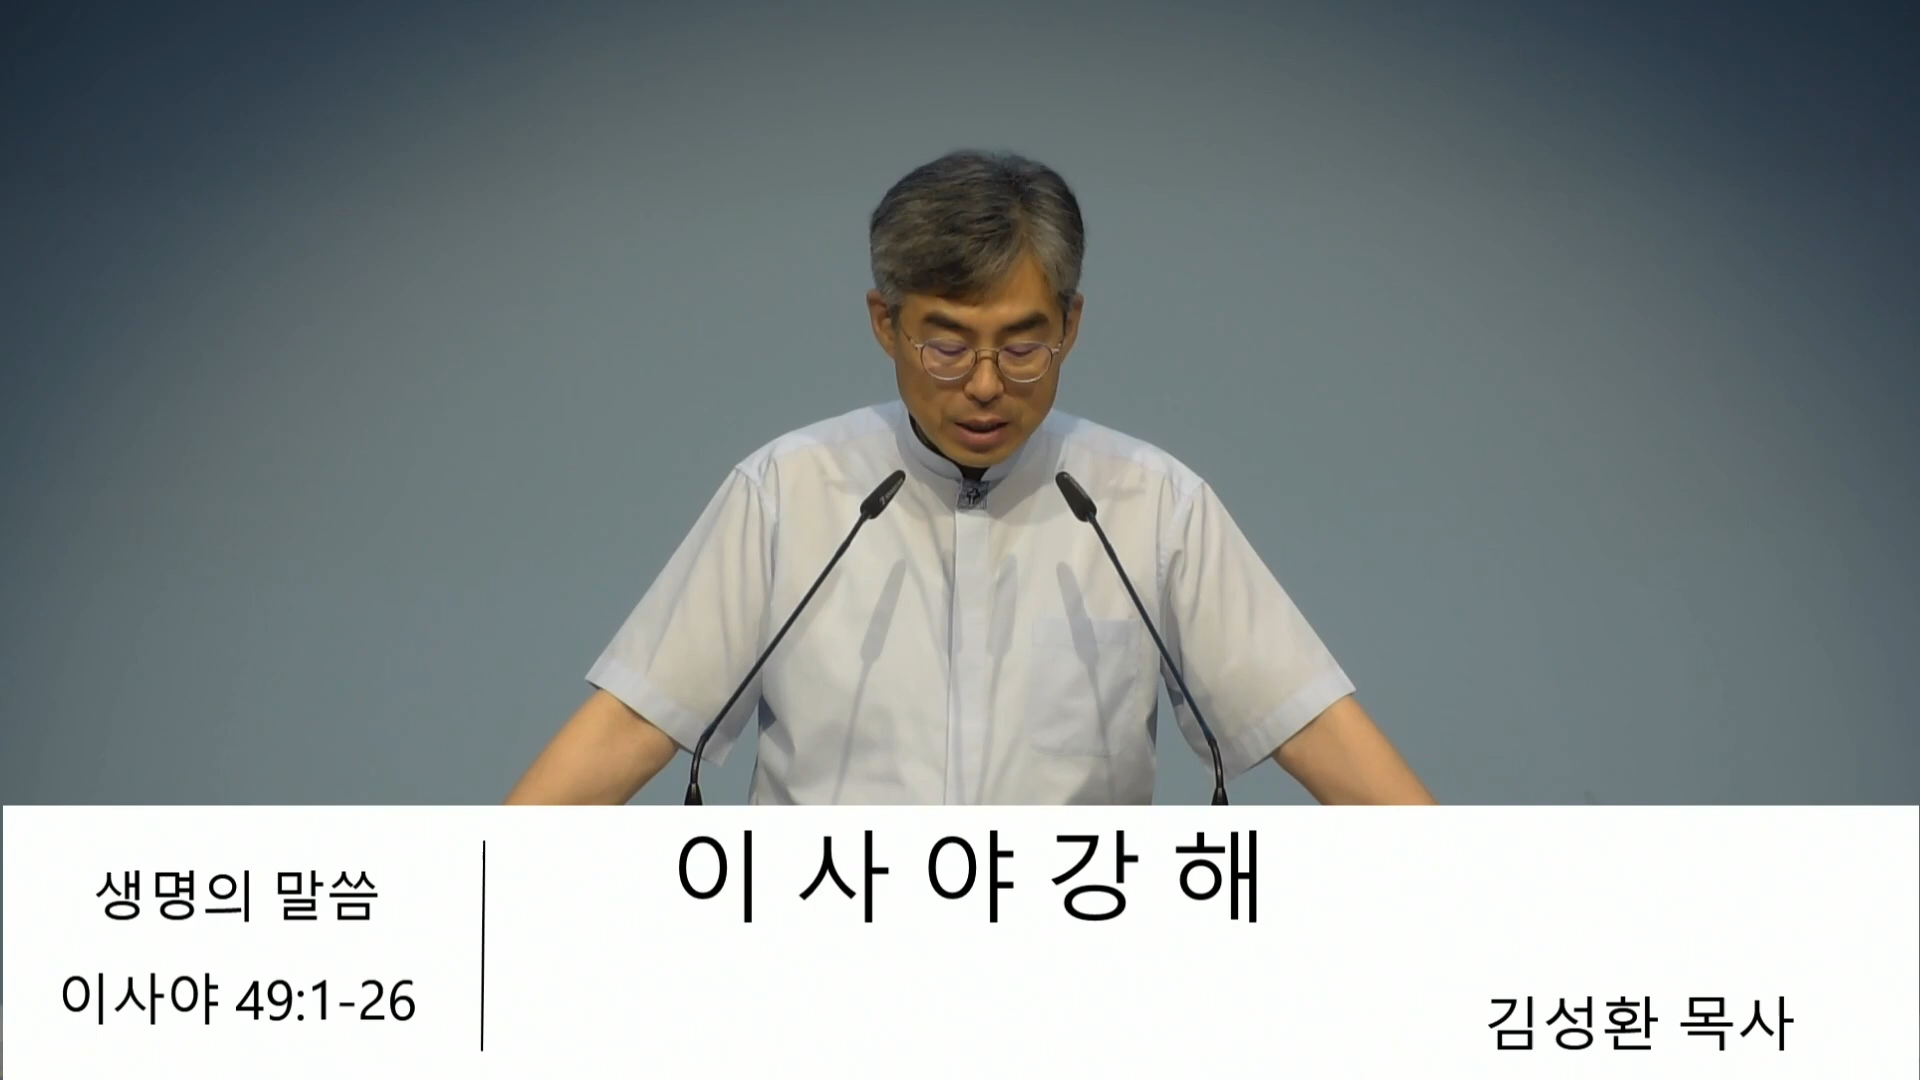 생명의 말씀
이사야 49:1-26
이 사 야 강 해
김성환 목사